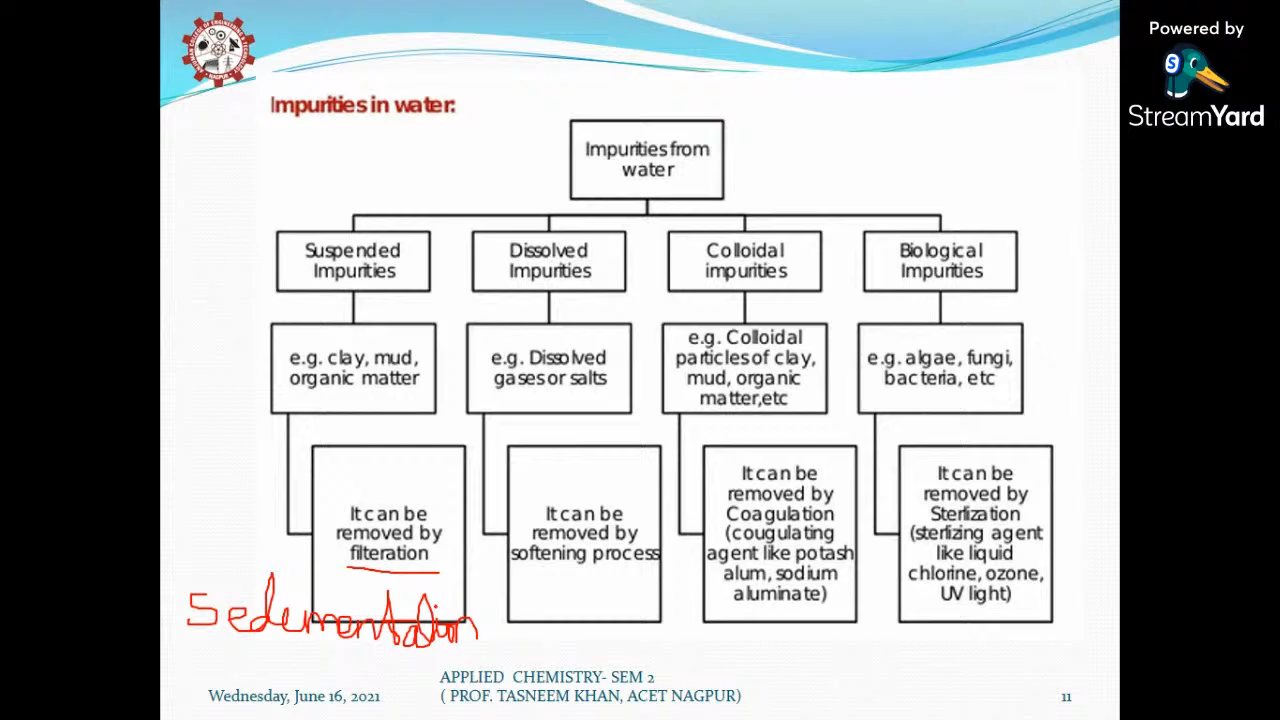 Powered by
StreamYard
Impurities in water:
Impurities from
water
Suspended
Impurities
Dissolved
Impurities
Colloidal
impurities
Biological
Impurities
e.g. clay, mud,
organic matter
e.g. Dissolved
gases or salts
e.g. Colloidal
particles of clay,
mud, organic
matter,etc
e.g. algae, fungi,
bacteria, etc
It can be
removed by
filteration
It can be
removed by
softening process
It can be
removed by
Coagulation
(cougulating
agent like potash
alum, sodium
aluminate)
It can be
removed by
Sterlization
(sterlizing agent
like liquid
chlorine, ozone,
UV light)
Sedementation
Wednesday, June 16, 2021
APPLIED CHEMISTRY- SEM 2
( PROF. TASNEEM KHAN, ACET NAGPUR)
11